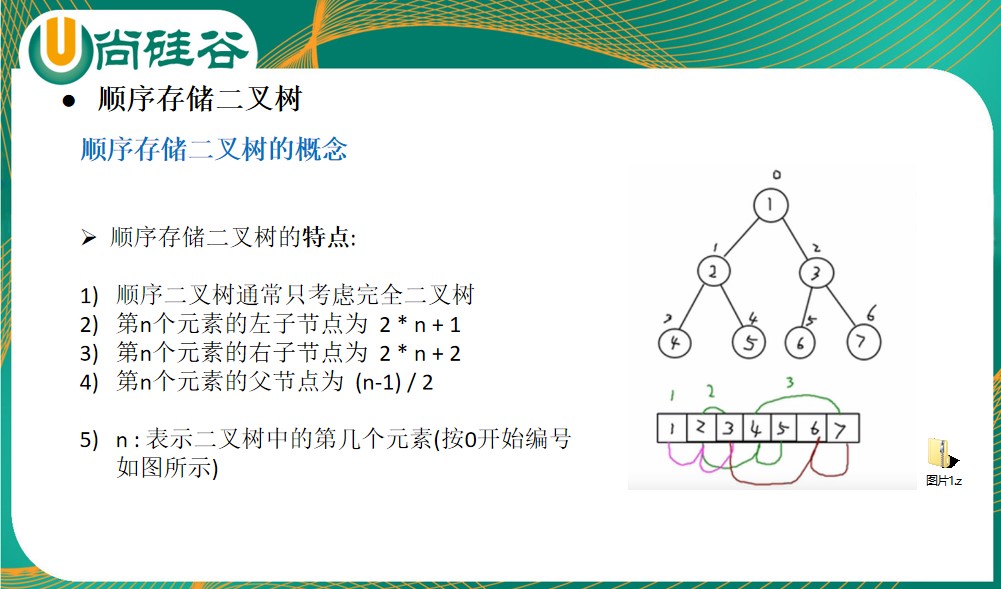 尚硅谷
● 顺序存储二叉树
顺序存储二叉树的概念
➢ 顺序存储二叉树的特点:
1) 顺序二叉树通常只考虑完全二叉树
2) 第n个元素的左子节点为 2 * n + 1
3) 第n个元素的右子节点为 2 * n + 2
4) 第n个元素的父节点为 (n-1) / 2
5) n : 表示二叉树中的第几个元素(按0开始编号
如图所示)
0
1
1 2
2 3
3 4 5 6
4 5 6 7
1 2 3
1 2 3 4 5 6 7
图片1.z